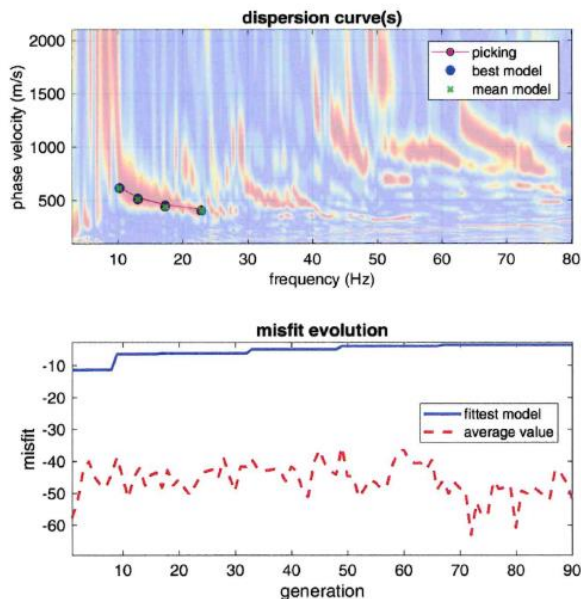 dispersion curve(s)
2000
1500
1000
500
phase velocity (m/s)
picking
best model
mean model
10 20 30 40 50 60 70 80
frequency (Hz)
misfit evolution
-10
-20
-30
-40
-50
-60
misfit
fittest model
average value
10 20 30 40 50 60 70 80 90
generation